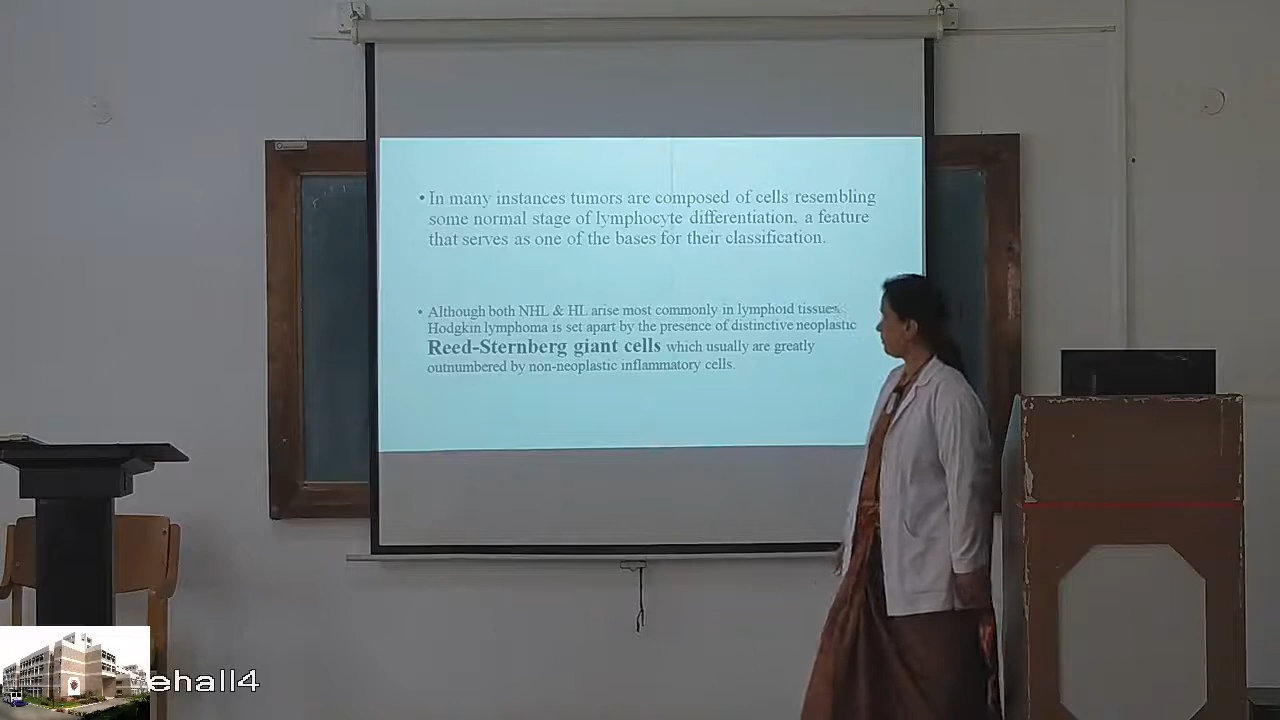 • In many instances tumors are composed of cells resembling
some normal stage of lymphocyte differentiation, a feature
that serves as one of the bases for their classification.
• Although both NHL & HL arise most commonly in lymphoid tissues,
Hodgkin lymphoma is set apart by the presence of distinctive neoplastic
Reed-Sternberg giant cells which usually are greatly
outnumbered by non-neoplastic inflammatory cells.
ehall4